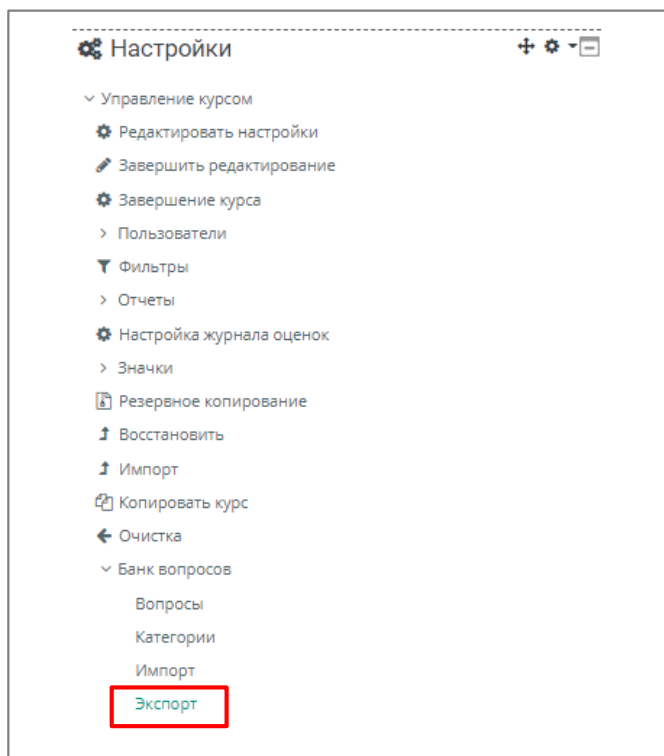 Настройки
Управление курсом
Редактировать настройки
Завершить редактирование
Завершение курса
Пользователи
Фильтры
Отчеты
Настройка журнала оценок
Значки
Резервное копирование
Восстановить
Импорт
Копировать курс
Очистка
Банк вопросов
Вопросы
Категории
Импорт
Экспорт